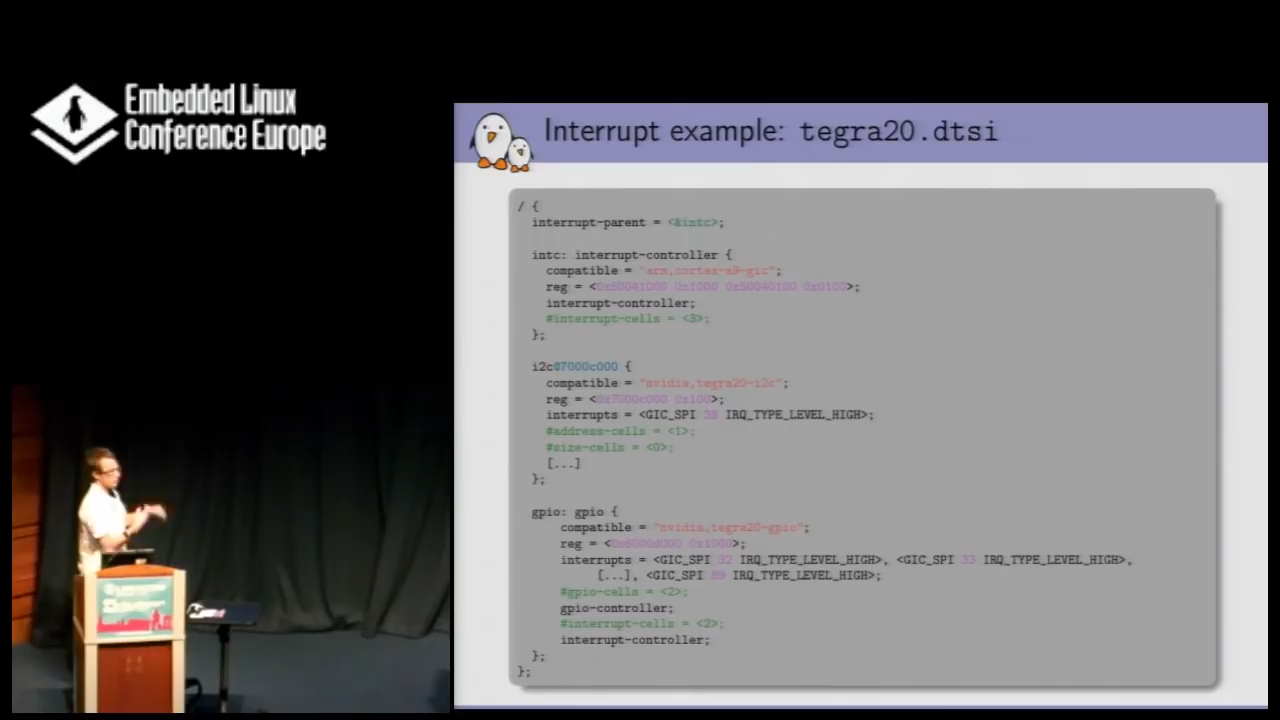 Embedded Linux
Conference Europe
Interrupt example: tegra20.dtsi
/ {
interrupt-parent = <&intc>;
intc: interrupt-controller {
compatible = "arm,cortex-a9-gic";
reg = <0x50041000 0x1000 0x50040100 0x0100>;
interrupt-controller;
#interrupt-cells = <3>;
};
i2c@7000c000 {
compatible = "nvidia,tegra20-i2c";
reg = <0x7000c000 0x100>;
interrupts = <GIC_SPI 38 IRQ_TYPE_LEVEL_HIGH>;
#address-cells = <1>;
#size-cells = <0>;
[...]
};
gpio: gpio {
compatible = "nvidia,tegra20-gpio";
reg = <0x6000d000 0x1000>;
interrupts = <GIC_SPI 32 IRQ_TYPE_LEVEL_HIGH>, <GIC_SPI 33 IRQ_TYPE_LEVEL_HIGH>,
[...], <GIC_SPI 89 IRQ_TYPE_LEVEL_HIGH>;
#gpio-cells = <2>;
gpio-controller;
#interrupt-cells = <2>;
interrupt-controller;
};
};